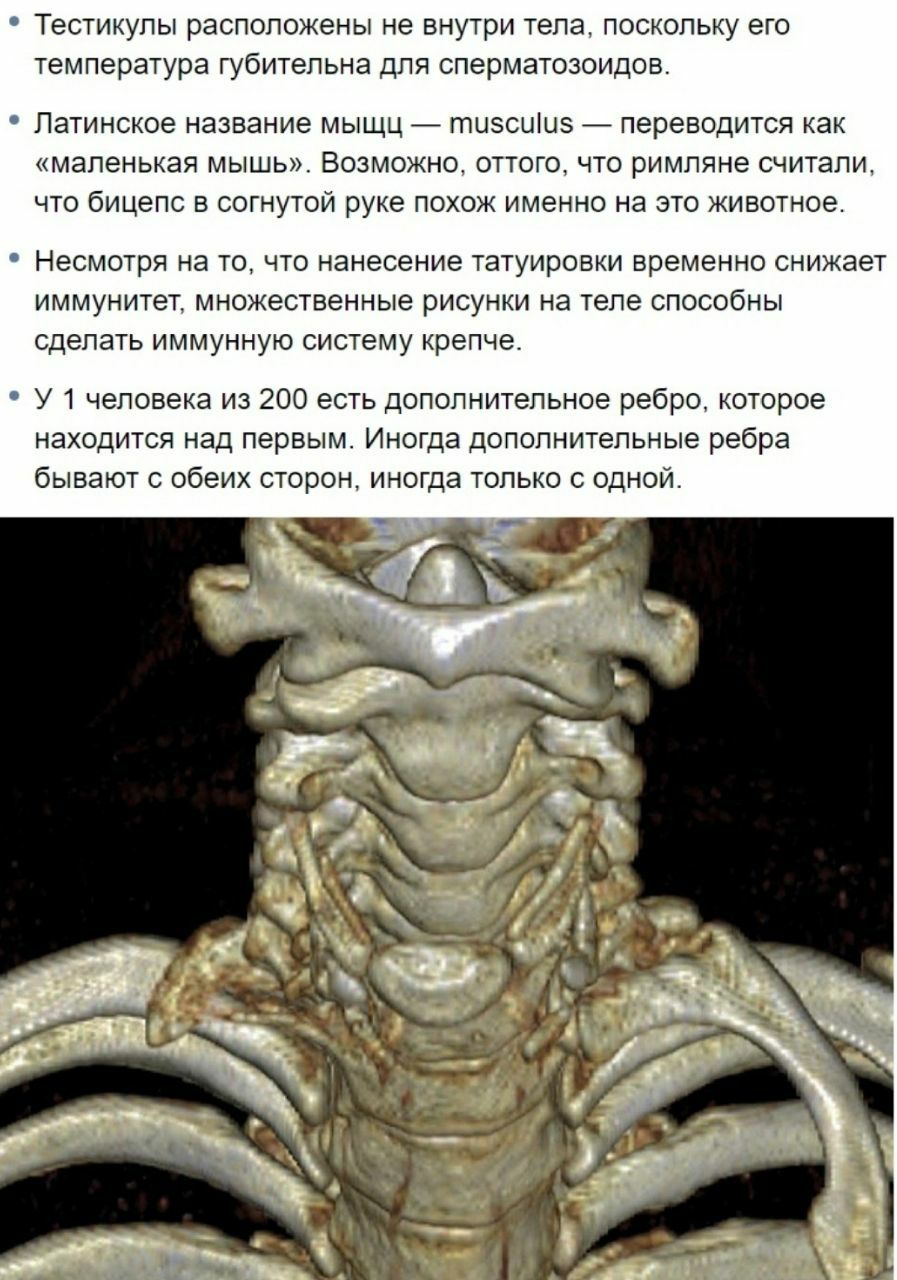 Тестикулы расположены не внутри тела, поскольку его
температура губительна для сперматозоидов.
Латинское название мыщц — musculus — переводится как
«маленькая мышь». Возможно, оттого, что римляне считали,
что бицепс в согнутой руке похож именно на это животное.
Несмотря на то, что нанесение татуировки временно снижает
иммунитет, множественные рисунки на теле способны
сделать иммунную систему крепче.
У 1 человека из 200 есть дополнительное ребро, которое
находится над первым. Иногда дополнительные ребра
бывают с обеих сторон, иногда только с одной.